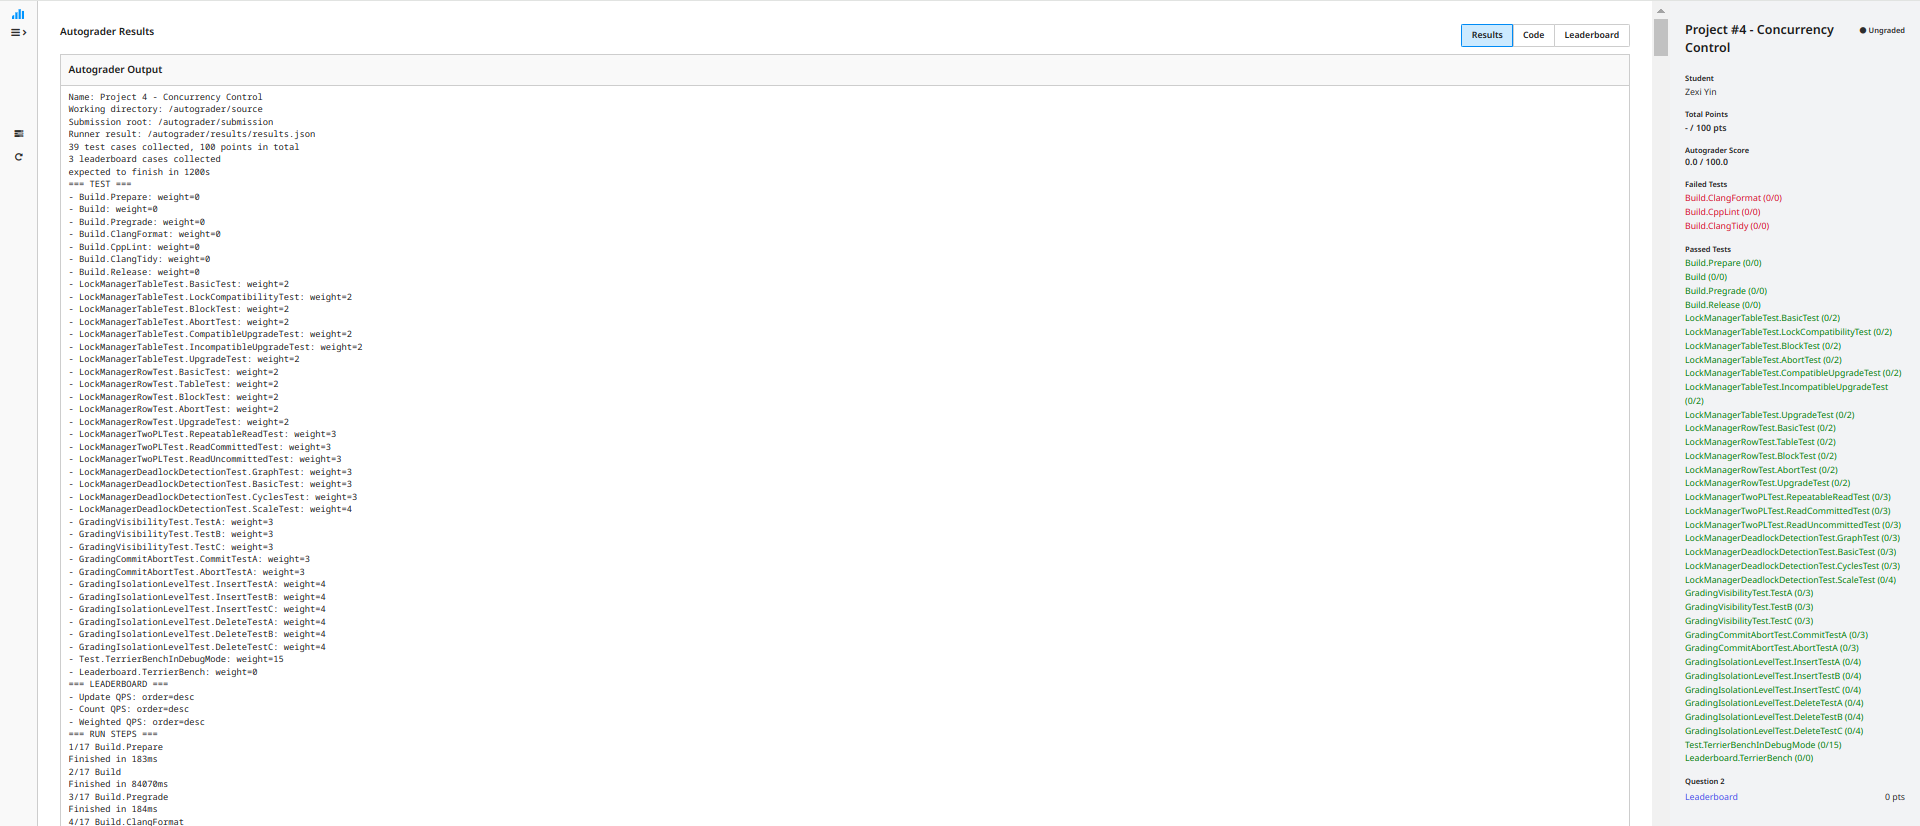 Autograder Results
Results
Code
Leaderboard
Autograder Output
Name: Project 4 - Concurrency Control
Working directory: /autograder/source
Submission root: /autograder/submission
Runner result: /autograder/results/results.json
39 test cases collected, 100 points in total
3 leaderboard cases collected
expected to finish in 1200s
=== TEST ===
- Build.Prepare: weight=0
- Build: weight=0
- Build.Pregrade: weight=0
- Build.ClangFormat: weight=0
- Build.CppLint: weight=0
- Build.ClangTidy: weight=0
- Build.Release: weight=0
- LockManagerTableTest.BasicTest: weight=2
- LockManagerTableTest.LockCompatibilityTest: weight=2
- LockManagerTableTest.BlockTest: weight=2
- LockManagerTableTest.AbortTest: weight=2
- LockManagerTableTest.CompatibleUpgradeTest: weight=2
- LockManagerTableTest.IncompatibleUpgradeTest: weight=2
- LockManagerTableTest.UpgradeTest: weight=2
- LockManagerRowTest.BasicTest: weight=2
- LockManagerRowTest.TableTest: weight=2
- LockManagerRowTest.BlockTest: weight=2
- LockManagerRowTest.AbortTest: weight=2
- LockManagerRowTest.UpgradeTest: weight=2
- LockManagerTwoPLTest.RepeatableReadTest: weight=3
- LockManagerTwoPLTest.ReadCommittedTest: weight=3
- LockManagerTwoPLTest.ReadUncommittedTest: weight=3
- LockManagerDeadlockDetectionTest.GraphTest: weight=3
- LockManagerDeadlockDetectionTest.BasicTest: weight=3
- LockManagerDeadlockDetectionTest.CyclesTest: weight=3
- LockManagerDeadlockDetectionTest.ScaleTest: weight=4
- GradingVisibilityTest.TestA: weight=3
- GradingVisibilityTest.TestB: weight=3
- GradingVisibilityTest.TestC: weight=3
- GradingCommitAbortTest.CommitTestA: weight=3
- GradingCommitAbortTest.AbortTestA: weight=3
- GradingIsolationLevelTest.InsertTestA: weight=4
- GradingIsolationLevelTest.InsertTestB: weight=4
- GradingIsolationLevelTest.InsertTestC: weight=4
- GradingIsolationLevelTest.DeleteTestA: weight=4
- GradingIsolationLevelTest.DeleteTestB: weight=4
- GradingIsolationLevelTest.DeleteTestC: weight=4
- Test.TerrierBenchInDebugMode: weight=15
- Leaderboard.TerrierBench: weight=0
=== LEADERBOARD ===
- Update QPS: order=desc
- Count QPS: order=desc
- Weighted QPS: order=desc
=== RUN STEPS ===
1/17 Build.Prepare
Finished in 183ms
2/17 Build
Finished in 84070ms
3/17 Build.Pregrade
Finished in 184ms
4/17 Build.ClangFormat
Project #4 - Concurrency
Control
Ungraded
Student
Zexi Yin
Total Points
- / 100 pts
Autograder Score
0.0 / 100.0
Failed Tests
Build.ClangFormat (0/0)
Build.CppLint (0/0)
Build.ClangTidy (0/0)
Passed Tests
Build.Prepare (0/0)
Build (0/0)
Build.Pregrade (0/0)
Build.Release (0/0)
LockManagerTableTest.BasicTest (0/2)
LockManagerTableTest.LockCompatibilityTest (0/2)
LockManagerTableTest.BlockTest (0/2)
LockManagerTableTest.AbortTest (0/2)
LockManagerTableTest.CompatibleUpgradeTest (0/2)
LockManagerTableTest.IncompatibleUpgradeTest
(0/2)
LockManagerTableTest.UpgradeTest (0/2)
LockManagerRowTest.BasicTest (0/2)
LockManagerRowTest.TableTest (0/2)
LockManagerRowTest.BlockTest (0/2)
LockManagerRowTest.AbortTest (0/2)
LockManagerRowTest.UpgradeTest (0/2)
LockManagerTwoPLTest.RepeatableReadTest (0/3)
LockManagerTwoPLTest.ReadCommittedTest (0/3)
LockManagerTwoPLTest.ReadUncommittedTest (0/3)
LockManagerDeadlockDetectionTest.GraphTest (0/3)
LockManagerDeadlockDetectionTest.BasicTest (0/3)
LockManagerDeadlockDetectionTest.CyclesTest (0/3)
LockManagerDeadlockDetectionTest.ScaleTest (0/4)
GradingVisibilityTest.TestA (0/3)
GradingVisibilityTest.TestB (0/3)
GradingVisibilityTest.TestC (0/3)
GradingCommitAbortTest.CommitTestA (0/3)
GradingCommitAbortTest.AbortTestA (0/3)
GradingIsolationLevelTest.InsertTestA (0/4)
GradingIsolationLevelTest.InsertTestB (0/4)
GradingIsolationLevelTest.InsertTestC (0/4)
GradingIsolationLevelTest.DeleteTestA (0/4)
GradingIsolationLevelTest.DeleteTestB (0/4)
GradingIsolationLevelTest.DeleteTestC (0/4)
Test.TerrierBenchInDebugMode (0/15)
Leaderboard.TerrierBench (0/0)
Question 2
Leaderboard
0 pts